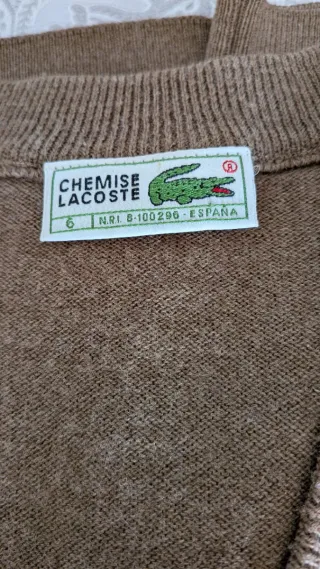 CHEMISE
LACOSTE
®
6 N.R.I. 8-100296 - ESPAÑA